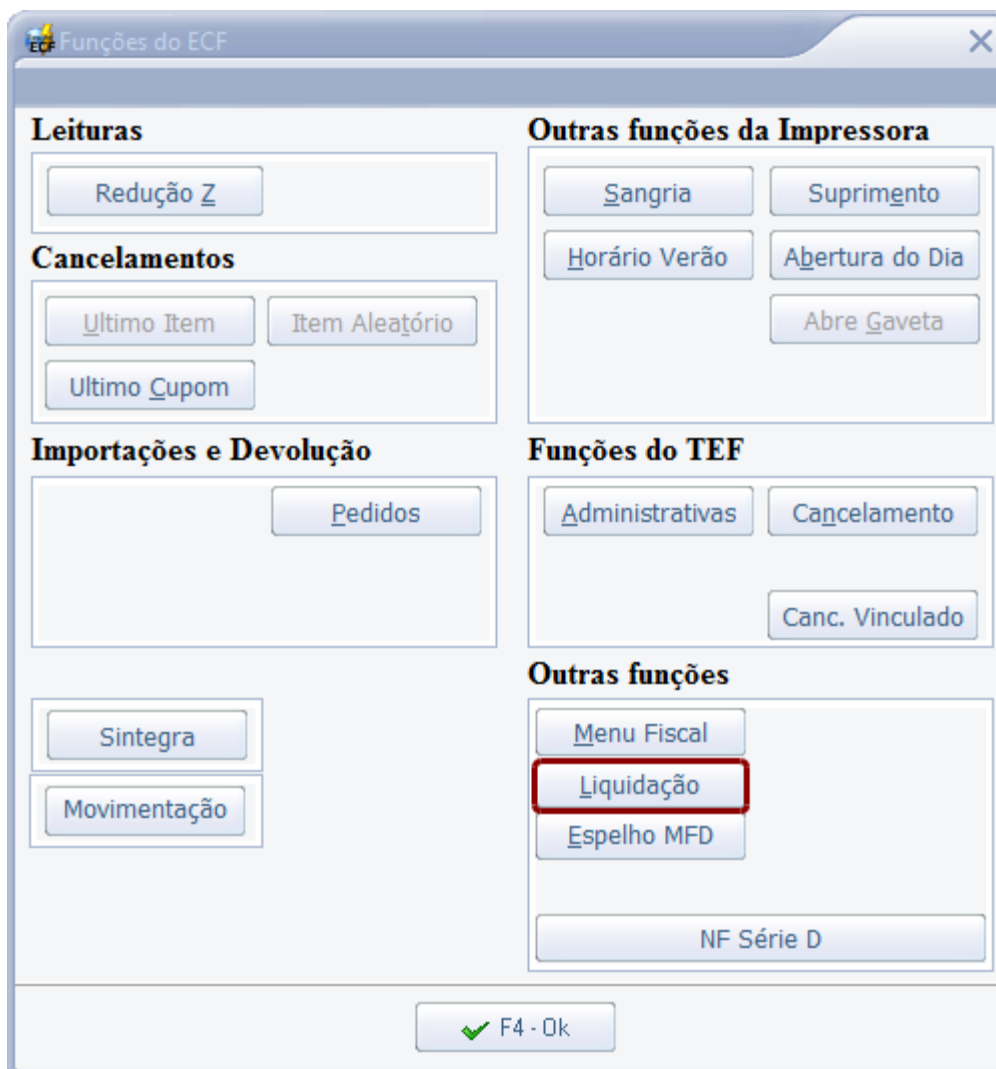 ECF Funções do ECF
Leituras
Redução Z
Cancelamentos
Ultimo Item
Item Aleatório
Ultimo Cupom
Importações e Devolução
Pedidos
Sintegra
Movimentação
Outras funções da Impressora
Sangria
Suprimento
Horário Verão
Abertura do Dia
Abre Gaveta
Funções do TEF
Administrativas
Cancelamento
Canc. Vinculado
Outras funções
Menu Fiscal
Liquidação
Espelho MFD
NF Série D
F4 - Ok